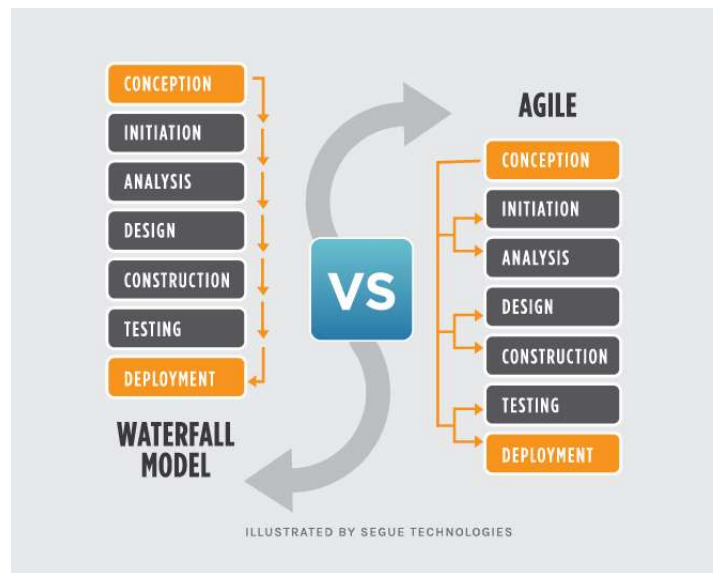 CONCEPTION
INITIATION
ANALYSIS
DESIGN
CONSTRUCTION
TESTING
DEPLOYMENT
WATERFALL
MODEL
VS
AGILE
CONCEPTION
INITIATION
ANALYSIS
DESIGN
CONSTRUCTION
TESTING
DEPLOYMENT
ILLUSTRATED BY SEGUE TECHNOLOGIES